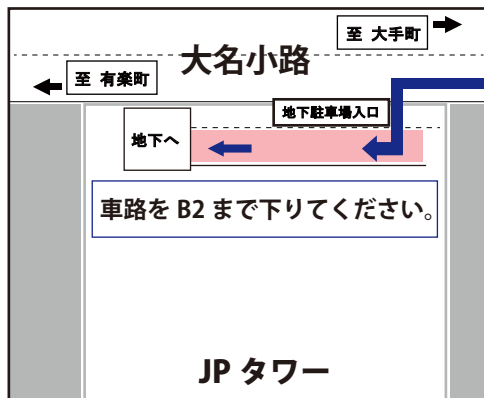 至 大手町
大名小路
至 有楽町
地下駐車場入口
地下へ
車路を B2 まで下りてください。
JP タワー